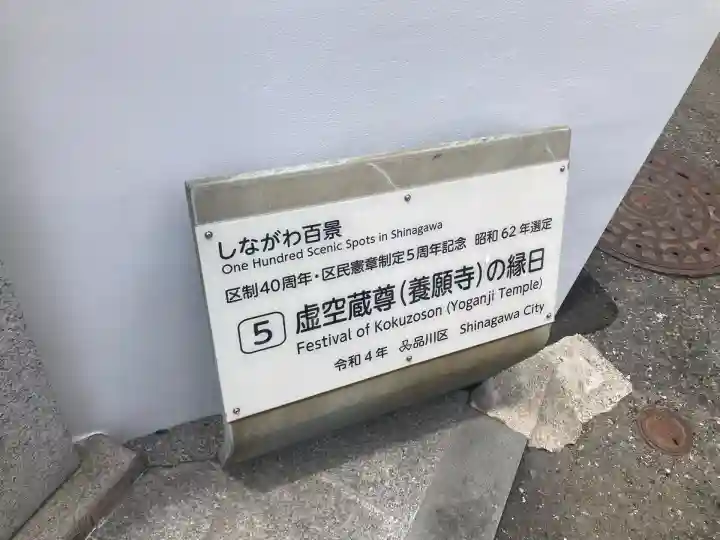 しながわ百景
One Hundred Scenic Spots in Shinagawa
区制40周年・区民憲章制定5周年記念 昭和62年選定
5 虚空蔵尊(養願寺)の縁日
Festival of Kokuzoson (Yoganji Temple)
令和4年 品川区 Shinagawa City